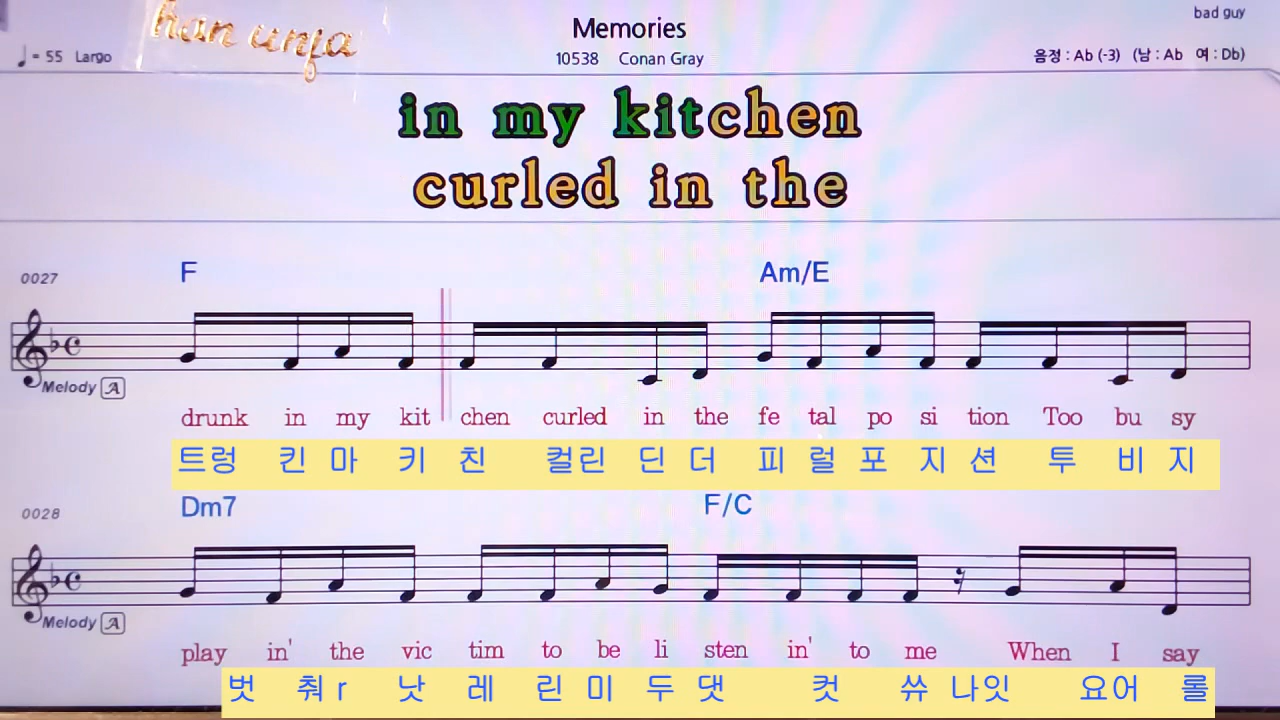 bad guy
han unja
Memories
♩ = 55 Largo
10538 Conan Gray
음정 : Ab (-3) (남 : Ab 여 : Db)
in my kitchen
curled in the
0027 F Am/E
Melody A
drunk in my kit chen curled in the fe tal po si tion Too bu sy
트렁 킨 마 키 친 컬린 딘 더 피 럴 포 지 션 투 비 지
0028 Dm7 F/C
Melody A
play in' the vic tim to be li sten in' to me When I say
벗 춰 r 낫 레 린 미 두 댓 컷 쓔 나잇 요어 롤